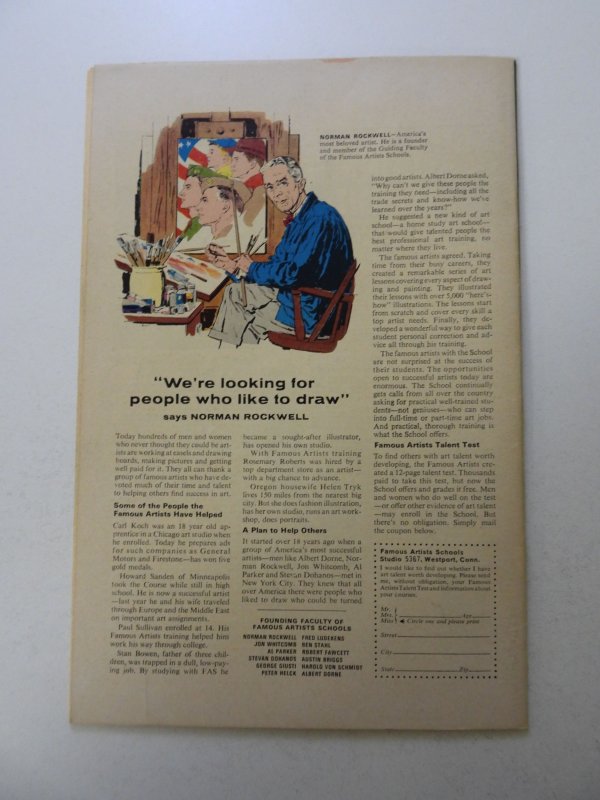 NORMAN ROCKWELL—America's
most beloved artist. He is a founder
and member of the Guiding Faculty
of the Famous Artists Schools.
"We're looking for
people who like to draw"
says NORMAN ROCKWELL
Today hundreds of men and women
who never thought they could be art-
ists are working at easels and drawing
boards, making pictures and getting
well paid for it. They all can thank a
group of famous artists who have de-
voted much of their time and talent
to helping others find success in art.
Some of the People the
Famous Artists Have Helped
Carl Koch was an 18 year old ap-
prentice in a Chicago art studio when
he enrolled. Today he prepares ads
for such companies as General
Motors and Firestone—has won five
gold medals.
Howard Sanden of Minneapolis
took the Course while still in high
school. He is now a successful artist
—last year he and his wife traveled
through Europe and the Middle East
on important art assignments.
Paul Sullivan enrolled at 14. His
Famous Artists training helped him
work his way through college.
Stan Bowen, father of three chil-
dren, was trapped in a dull, low-pay-
ing job. By studying with FAS he
became a sought-after illustrator,
has opened his own studio.
With Famous Artists training
Rosemary Roberts was hired by a
top department store as an artist—
with a big chance to advance.
Oregon housewife Helen Tryk
lives 150 miles from the nearest big
city. But she does fashion illustration,
has her own studio, runs an art work-
shop, does portraits.
A Plan to Help Others
It started over 18 years ago when a
group of America's most successful
artists—men like Albert Dorne, Nor-
man Rockwell, Jon Whitcomb, Al
Parker and Stevan Dohanos—met in
New York City. They knew that all
over America there were people who
liked to draw who could be turned
FOUNDING FACULTY OF
FAMOUS ARTISTS SCHOOLS
NORMAN ROCKWELL FRED LUDEKENS
JON WHITCOMB BEN STAHL
AL PARKER ROBERT FAWCETT
STEVAN DOHANOS AUSTIN BRIGGS
GEORGE GIUSTI HAROLD VON SCHMIDT
PETER HELCK ALBERT DORNE
into good artists. Albert Dorne asked,
"Why can't we give these people the
training they need—including all the
trade secrets and know-how we've
learned over the years?"
He suggested a new kind of art
school—a home study art school—
that would give talented people the
best professional art training, no
matter where they live.
The famous artists agreed. Taking
time from their busy careers, they
created a remarkable series of art
lessons covering every aspect of draw-
ing and painting. They illustrated
their lessons with over 5,000 "here's-
how" illustrations. The lessons start
from scratch and cover every skill a
top artist needs. Finally, they de-
veloped a wonderful way to give each
student personal correction and ad-
vice all through his training.
The famous artists with the School
are not surprised at the success of
their students. The opportunities
open to successful artists today are
enormous. The School continually
gets calls from all over the country
asking for practical well-trained stu-
dents—not geniuses—who can step
into full-time or part-time art jobs.
And practical, thorough training is
what the School offers.
Famous Artists Talent Test
To find others with art talent worth
developing, the Famous Artists cre-
ated a 12-page talent test. Thousands
paid to take this test, but now the
School offers and grades it free. Men
and women who do well on the test
—or offer other evidence of art talent
—may enroll in the School. But
there's no obligation. Simply mail
the coupon below.
Famous Artists Schools
Studio 5367, Westport, Conn.
I would like to find out whether I have
art talent worth developing. Please send
me, without obligation, your Famous
Artists Talent Test and information about
your courses.
Mr.
Mrs. Age
Miss Circle one and please print
Street
City
State Zip